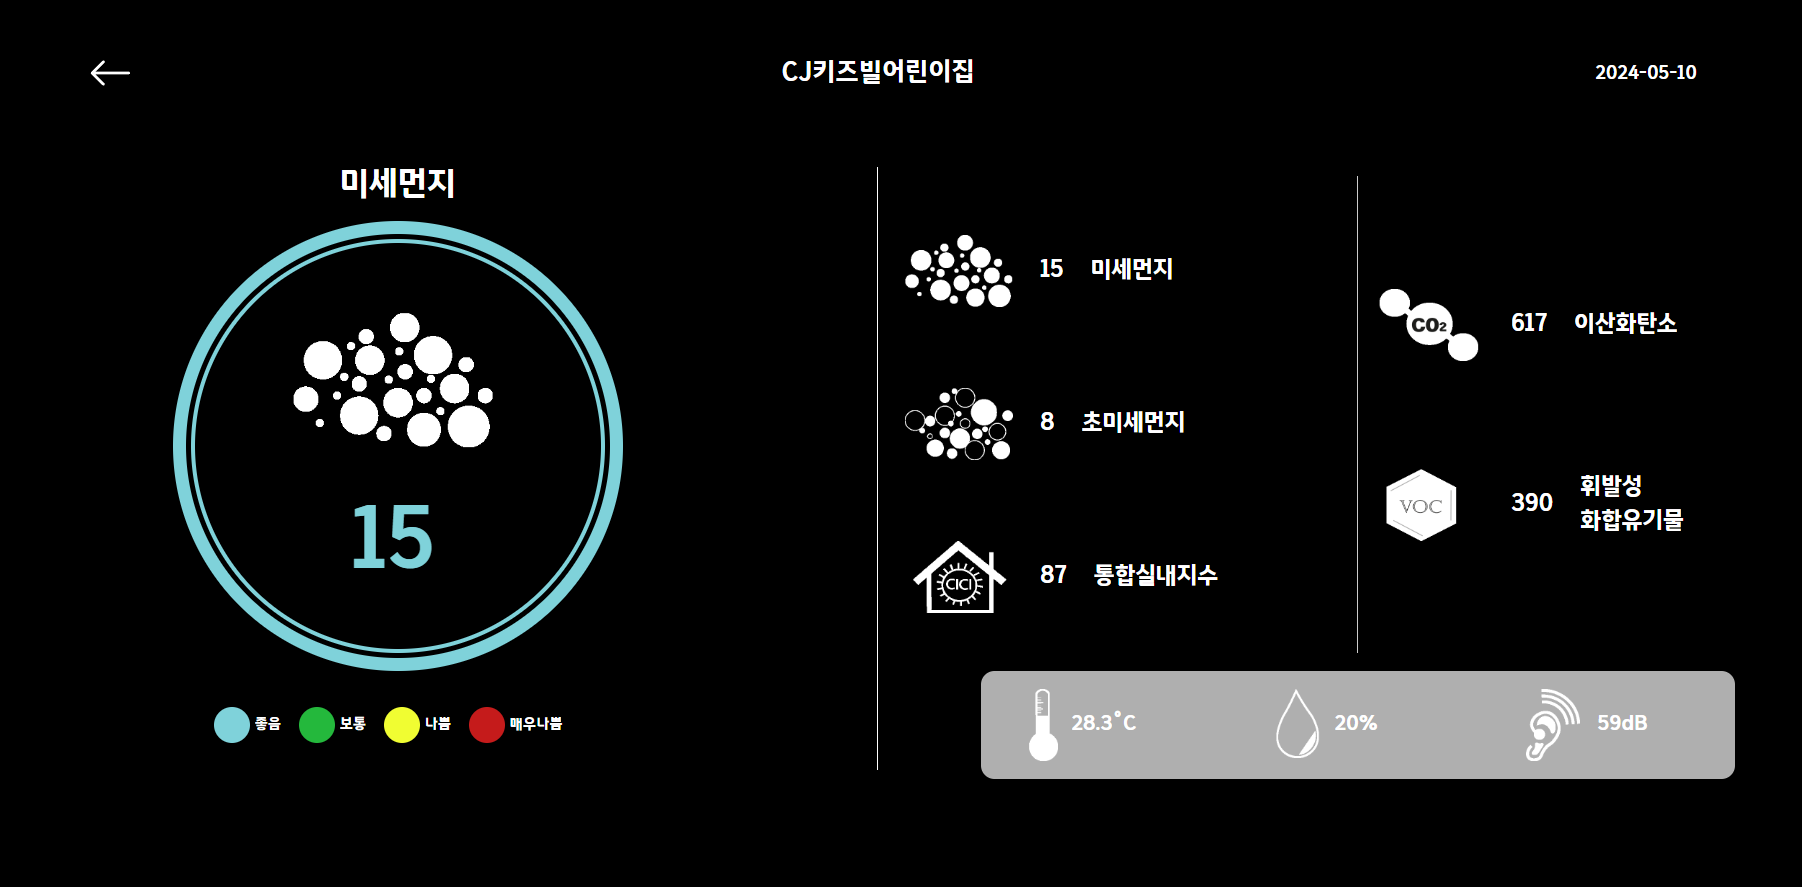 CJ키즈빌어린이집
2024-05-10
미세먼지
15
좋음
보통
나쁨
매우나쁨
15 미세먼지
8 초미세먼지
CICI
87 통합실내지수
CO₂
617 이산화탄소
VOC
390
휘발성
화합유기물
28.3˚C
20%
59dB